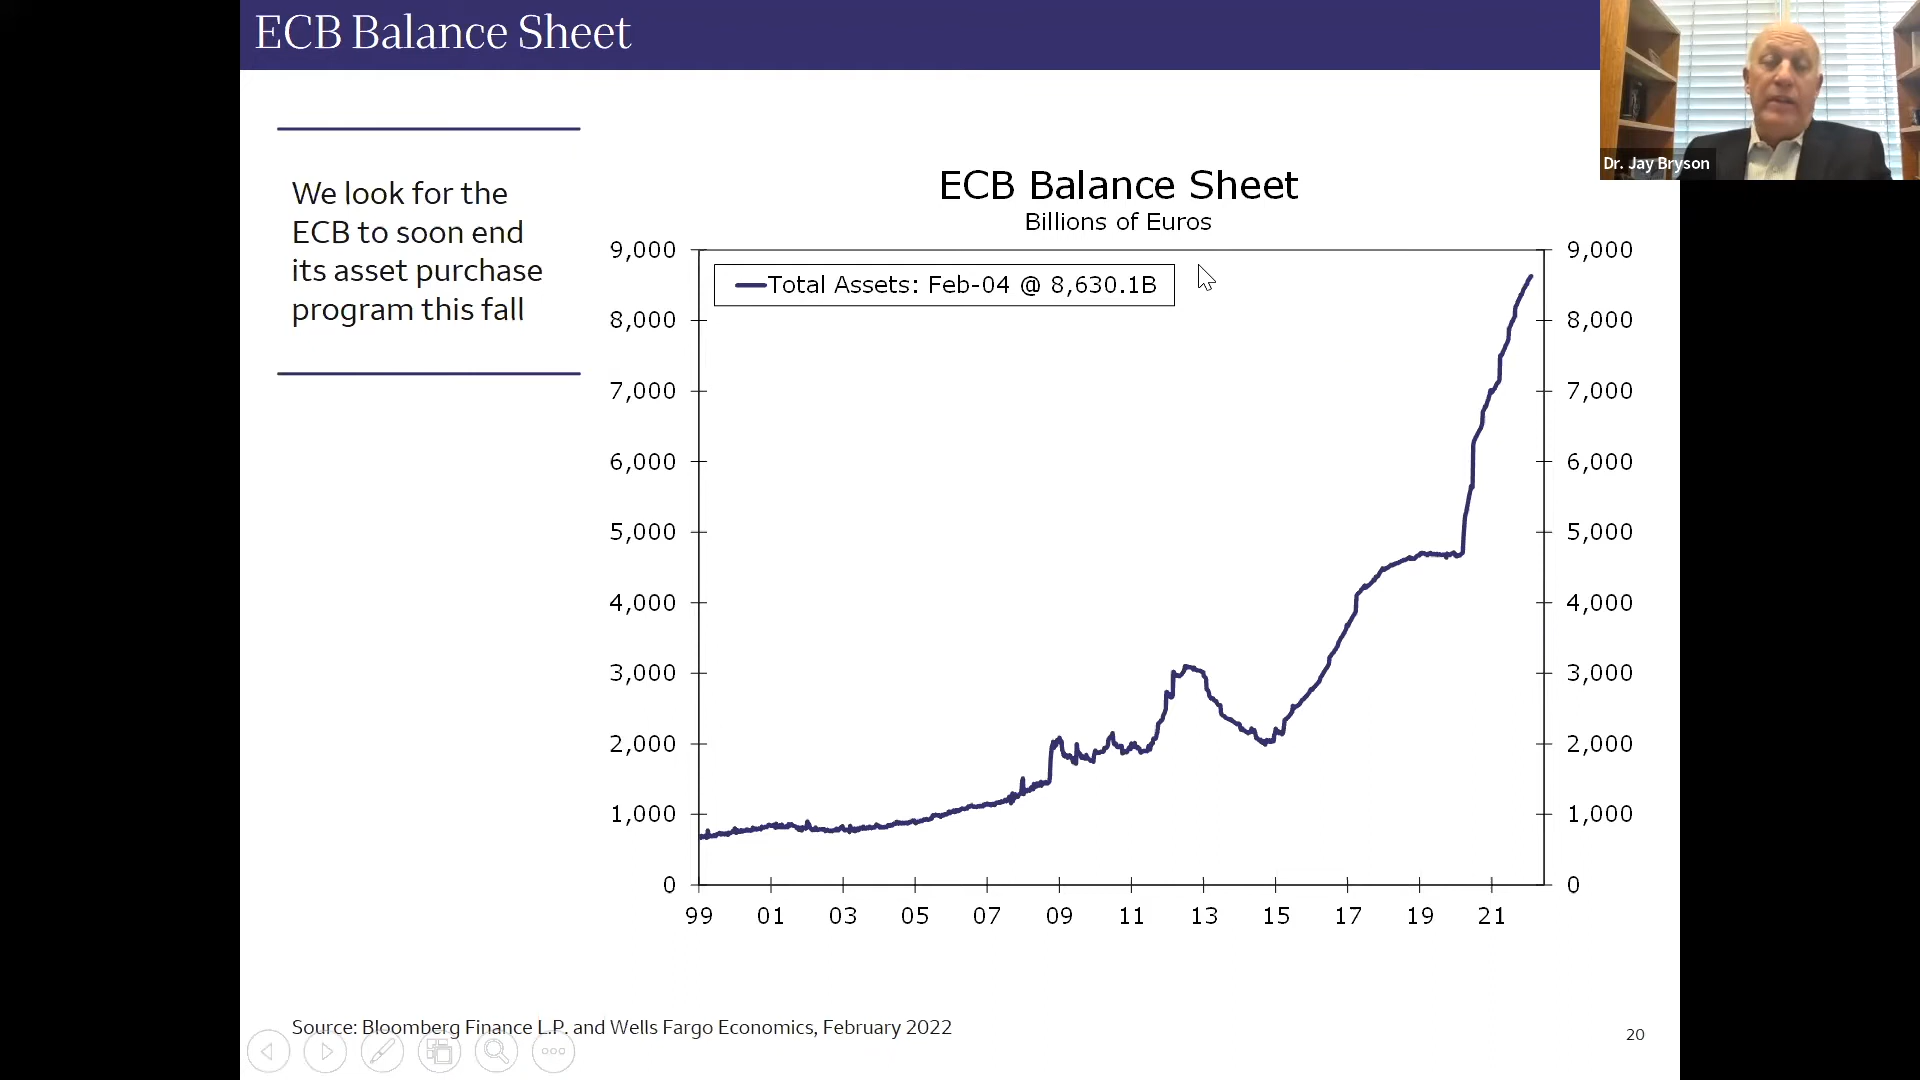 ECB Balance Sheet
Dr. Jay Bryson
We look for the
ECB to soon end
its asset purchase
program this fall
ECB Balance Sheet
Billions of Euros
Total Assets: Feb-04 @ 8,630.1B
9,000 9,000
8,000 8,000
7,000 7,000
6,000 6,000
5,000 5,000
4,000 4,000
3,000 3,000
2,000 2,000
1,000 1,000
0 0
99 01 03 05 07 09 11 13 15 17 19 21
Source: Bloomberg Finance L.P. and Wells Fargo Economics, February 2022
20